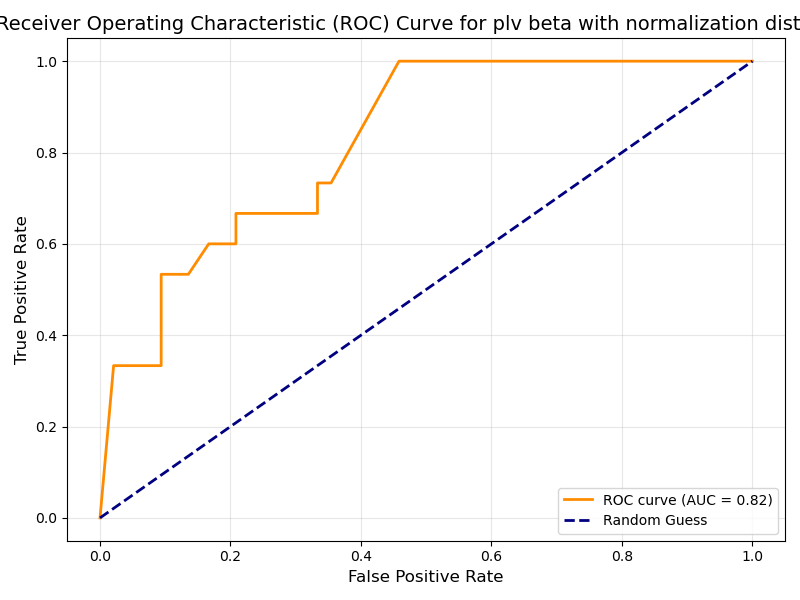 Receiver Operating Characteristic (ROC) Curve for plv beta with normalization dist
1.0
0.8
0.6
0.4
0.2
0.0
True Positive Rate
0.0 0.2 0.4 0.6 0.8 1.0
False Positive Rate
ROC curve (AUC = 0.82)
Random Guess